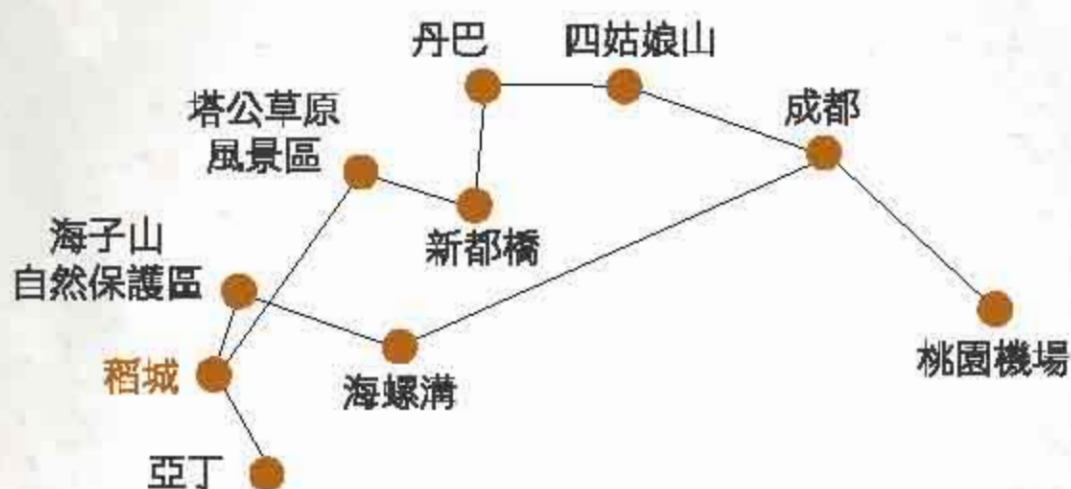 丹巴
四姑娘山
成都
塔公草原
風景區
新都橋
海子山
自然保護區
稻城
海螺溝
桃園機場
亞丁